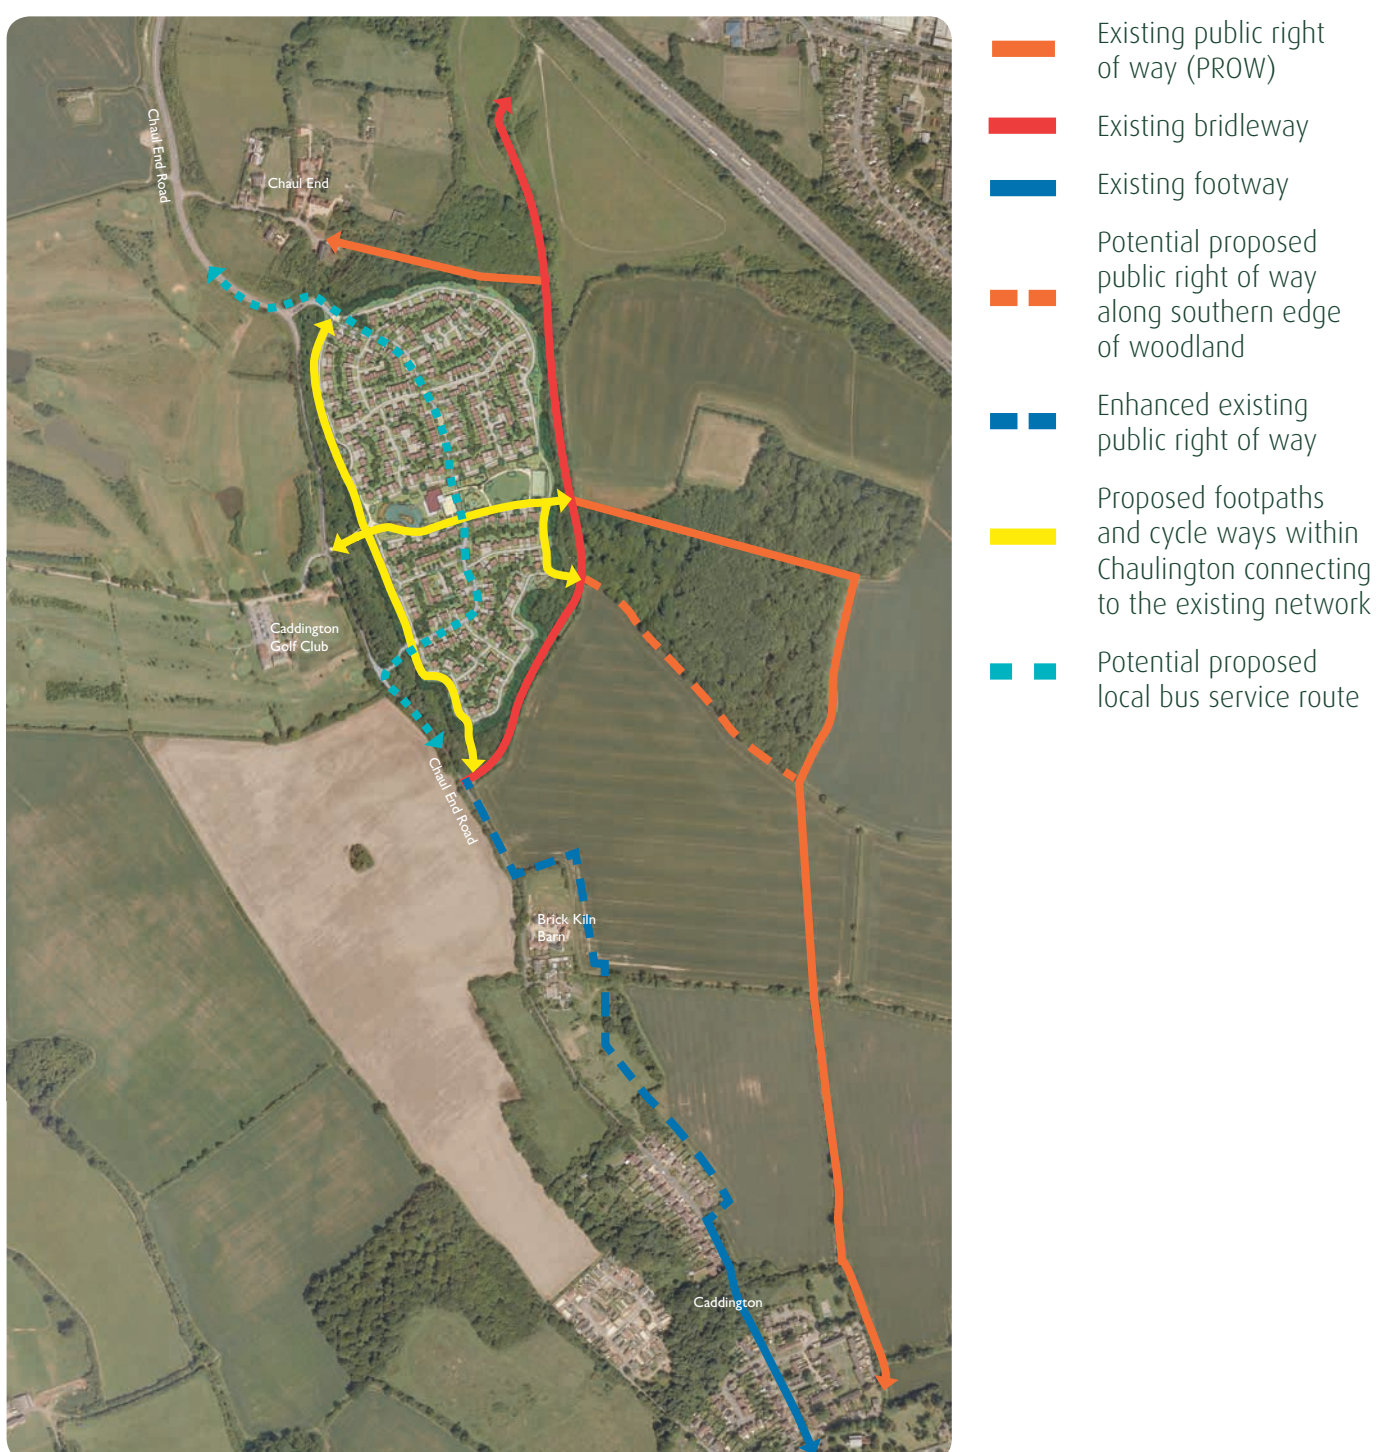 Chaul End Road
Chaul End
Caddington
Golf Club
Chaul End Road
Brick Kiln
Barn
Caddington
Existing public right
of way (PROW)
Existing bridleway
Existing footway
Potential proposed
public right of way
along southern edge
of woodland
Enhanced existing
public right of way
Proposed footpaths
and cycle ways within
Chaulington connecting
to the existing network
Potential proposed
local bus service route